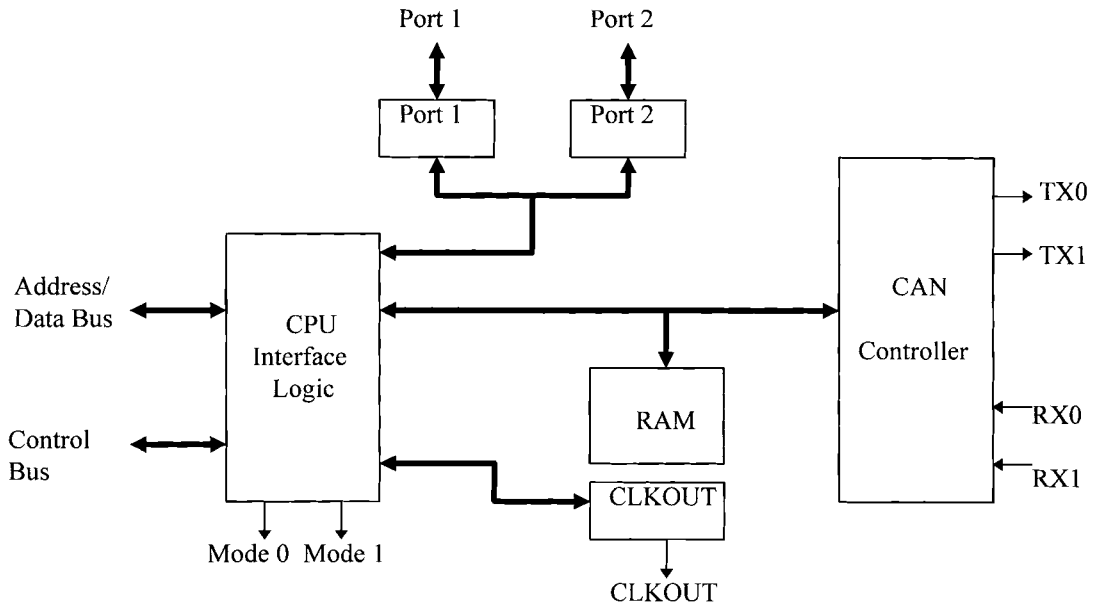 Port 1
Port 2
Port 1
Port 2
TX0
TX1
CAN
Controller
Address/
Data Bus
CPU
Interface
Logic
RAM
RX0
Control
Bus
RX1
CLKOUT
Mode 0
Mode 1
CLKOUT